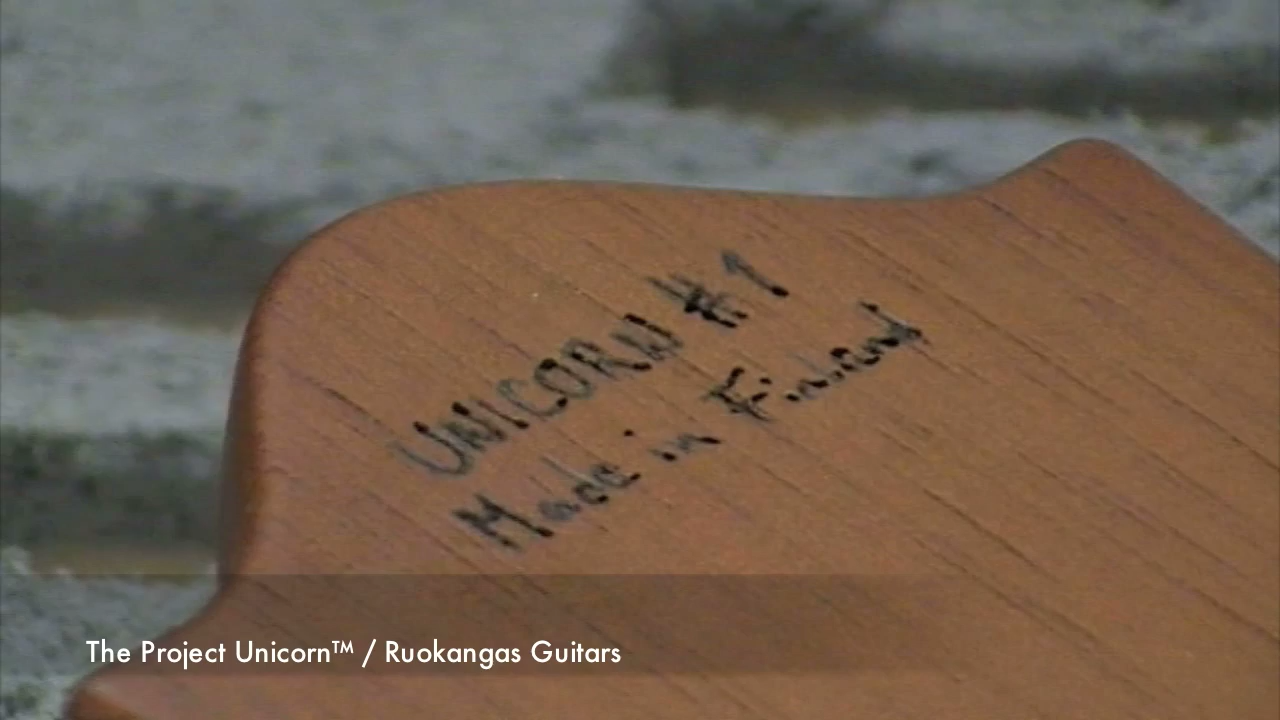 UNICORN #1
Made in Finland
The Project Unicorn™ / Ruokangas Guitars